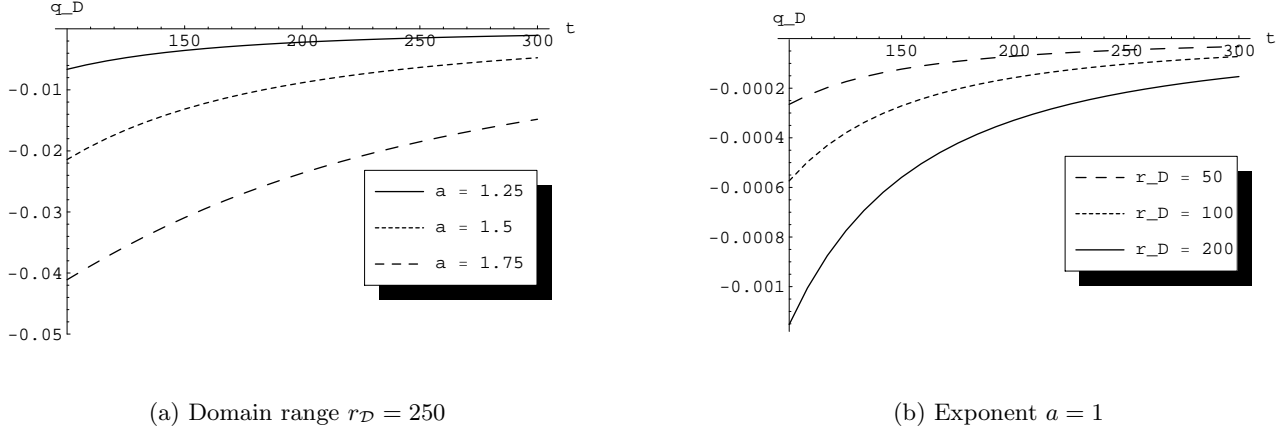 q_D
t
150
200
250
300
-0.01
-0.02
-0.03
-0.04
-0.05
a = 1.25
a = 1.5
a = 1.75
(a) Domain range r_𝒟 = 250
q_D
t
150
200
250
300
-0.0002
-0.0004
-0.0006
-0.0008
-0.001
r_D = 50
r_D = 100
r_D = 200
(b) Exponent a = 1